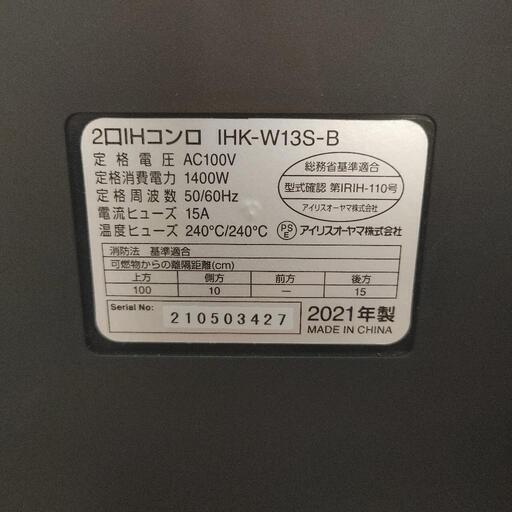 2口IHコンロ IHK-W13S-B
定格電圧 AC100V
定格消費電力 1400W
定格周波数 50/60Hz
電流ヒューズ 15A
温度ヒューズ 240℃/240℃
総務省基準適合
型式確認 第IRIH-110号
アイリスオーヤマ株式会社
PSE アイリスオーヤマ株式会社
消防法 基準適合
可燃物からの離隔距離(cm)
上方 側方 前方 後方
100 10 — 15
Serial No: 210503427
2021年製
MADE IN CHINA